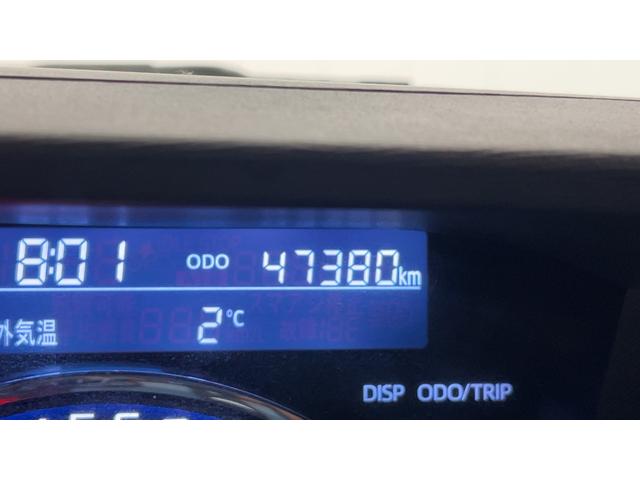 8:01 ODO 47380km
外気温 2℃
DISP ODO/TRIP